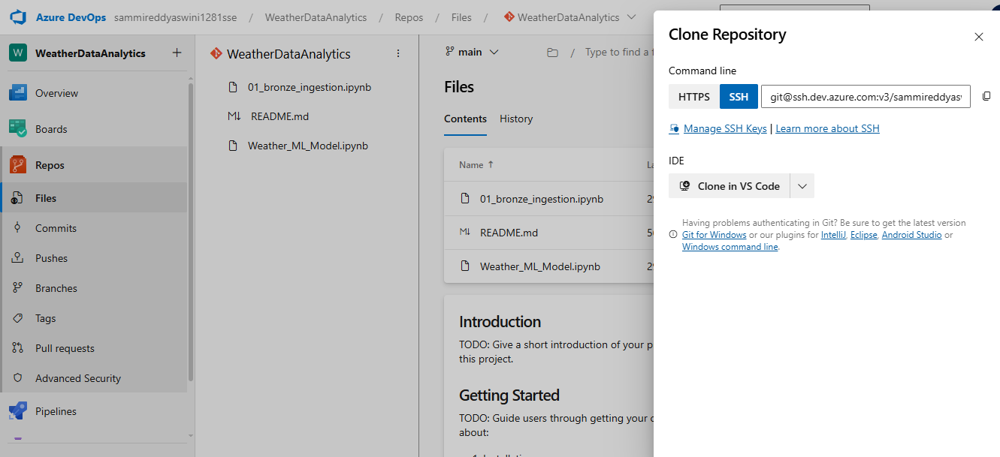 Azure DevOps sammireddyaswini1281sse / WeatherDataAnalytics / Repos / Files / WeatherDataAnalytics
W WeatherDataAnalytics +
Overview
Boards
Repos
Files
Commits
Pushes
Branches
Tags
Pull requests
Advanced Security
Pipelines
WeatherDataAnalytics
01_bronze_ingestion.ipynb
M↓ README.md
Weather_ML_Model.ipynb
main / Type to find a
Files
Contents History
Name ↑
01_bronze_ingestion.ipynb
M↓ README.md
Weather_ML_Model.ipynb
Introduction
TODO: Give a short introduction of your
this project.
Getting Started
TODO: Guide users through getting your
about:
Clone Repository
Command line
HTTPS SSH git@ssh.dev.azure.com:v3/sammireddyas
Manage SSH Keys | Learn more about SSH
IDE
Clone in VS Code
Having problems authenticating in Git? Be sure to get the latest version
Git for Windows or our plugins for IntelliJ, Eclipse, Android Studio or
Windows command line.